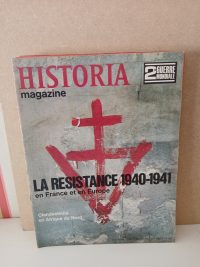 HISTORIA
magazine
2e GUERRE
MONDIALE
LA RESISTANCE 1940-1941
en France et en Europe
Clandestinité
en Afrique du Nord